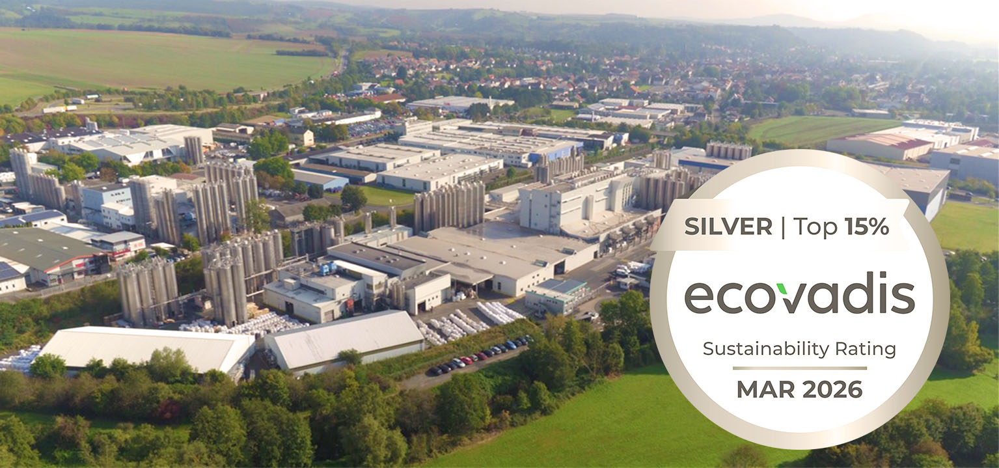 SILVER | Top 15%
ecovadis
Sustainability Rating
MAR 2026